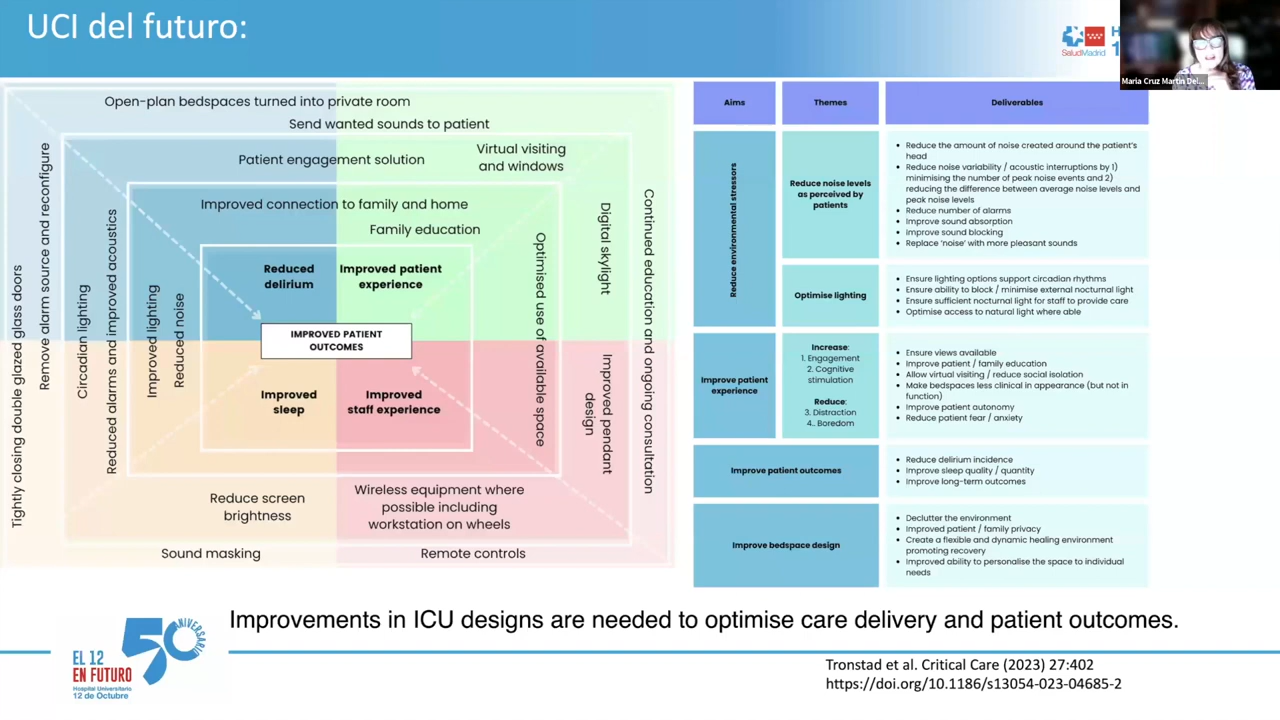 UCI del futuro:
SaludMadrid
H
1
Maria Cruz Martin Del...
Open-plan bedspaces turned into private room
Send wanted sounds to patient
Patient engagement solution
Virtual visiting
and windows
Improved connection to family and home
Family education
Tightly closing double glazed glass doors
Remove alarm source and reconfigure
Circadian lighting
Reduced alarms and improved acoustics
Improved lighting
Reduced noise
Reduced
delirium
Improved patient
experience
IMPROVED PATIENT
OUTCOMES
Improved
sleep
Improved
staff experience
Optimised use of available space
Digital skylight
Improved pendant
design
Continued education and ongoing consultation
Reduce screen
brightness
Wireless equipment where
possible including
workstation on wheels
Sound masking
Remote controls
Aims
Themes
Deliverables
Reduce environmental stressors
Reduce noise levels
as perceived by
patients
• Reduce the amount of noise created around the patient's
head
• Reduce noise variability / acoustic interruptions by 1)
minimising the number of peak noise events and 2)
reducing the difference between average noise levels and
peak noise levels
• Reduce number of alarms
• Improve sound absorption
• Improve sound blocking
• Replace 'noise' with more pleasant sounds
Optimise lighting
• Ensure lighting options support circadian rhythms
• Ensure ability to block / minimise external nocturnal light
• Ensure sufficient nocturnal light for staff to provide care
• Optimise access to natural light where able
Improve patient
experience
Increase:
1. Engagement
2. Cognitive
stimulation
Reduce:
3. Distraction
4.. Boredom
• Ensure views available
• Improve patient / family education
• Allow virtual visiting / reduce social isolation
• Make bedspaces less clinical in appearance (but not in
function)
• Improve patient autonomy
• Reduce patient fear / anxiety
Improve patient outcomes
• Reduce delirium incidence
• Improve sleep quality / quantity
• Improve long-term outcomes
Improve bedspace design
• Declutter the environment
• Improved patient / family privacy
• Create a flexible and dynamic healing environment
promoting recovery
• Improved ability to personalise the space to individual
needs
Improvements in ICU designs are needed to optimise care delivery and patient outcomes.
50
ANIVERSARIO
EL 12
EN FUTURO
Hospital Universitario
12 de Octubre
Tronstad et al. Critical Care (2023) 27:402
https://doi.org/10.1186/s13054-023-04685-2